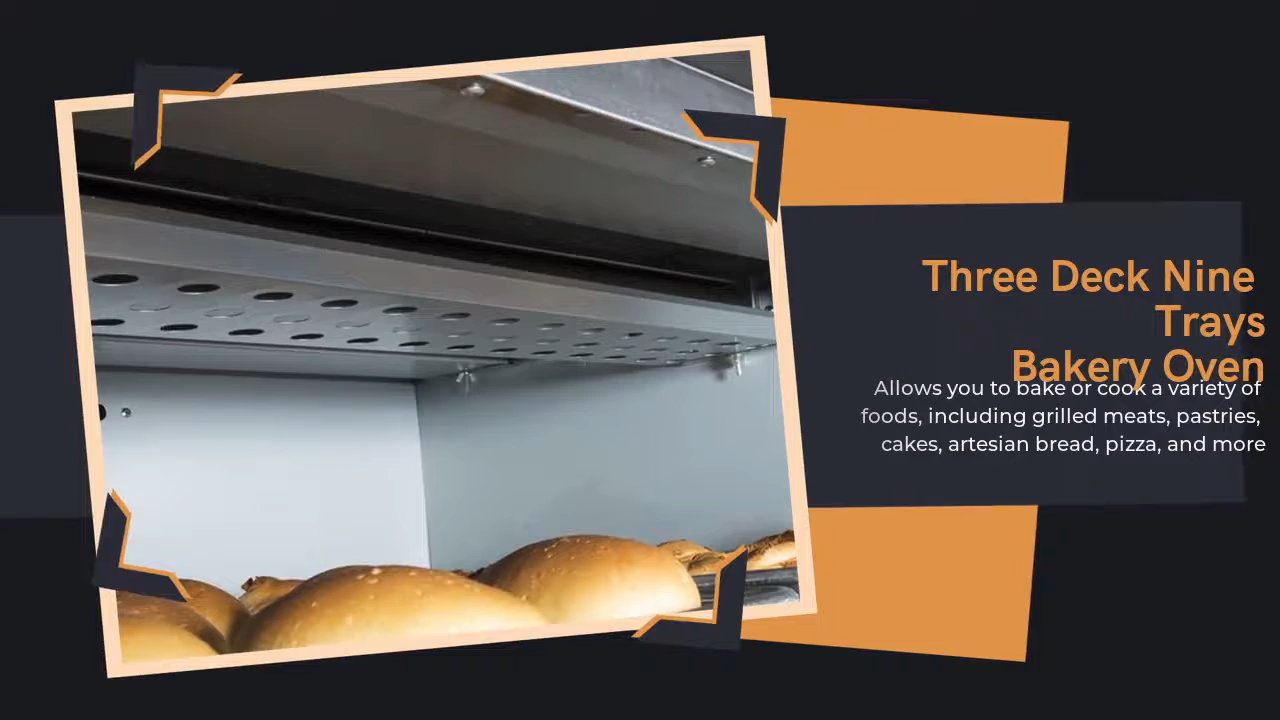 Three Deck Nine
Trays
Bakery Oven
Allows you to bake or cook a variety of
foods, including grilled meats, pastries,
cakes, artesian bread, pizza, and more